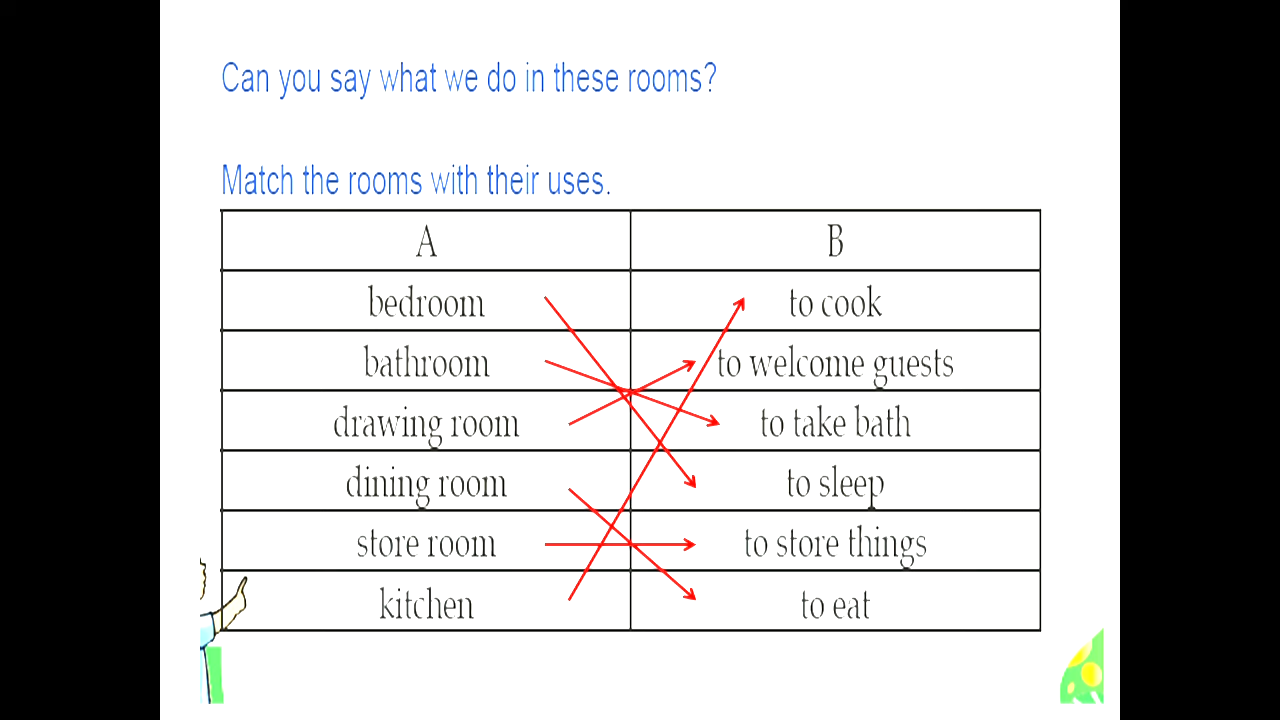 Can you say what we do in these rooms?
Match the rooms with their uses.
A B
bedroom to cook
bathroom to welcome guests
drawing room to take bath
dining room to sleep
store room to store things
kitchen to eat